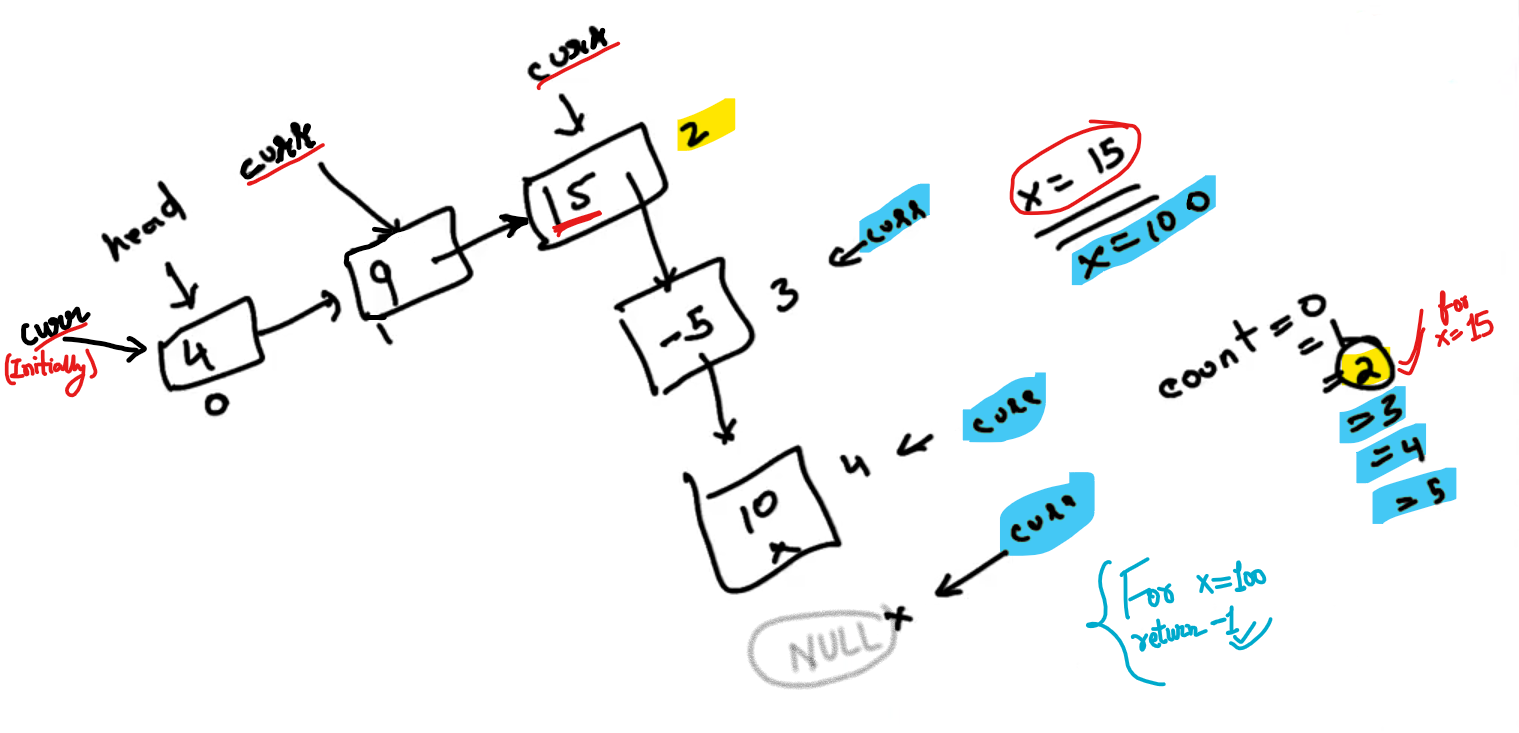 head
curr
(Initially)
4
0
curr
9
1
curr
15
2
-5
3
curr
10
x
4
curr
curr
x
NULL
x = 15
x = 100
count = 0
=
= 2
for
x=15
= 3
= 4
= 5
For x=100
return -1